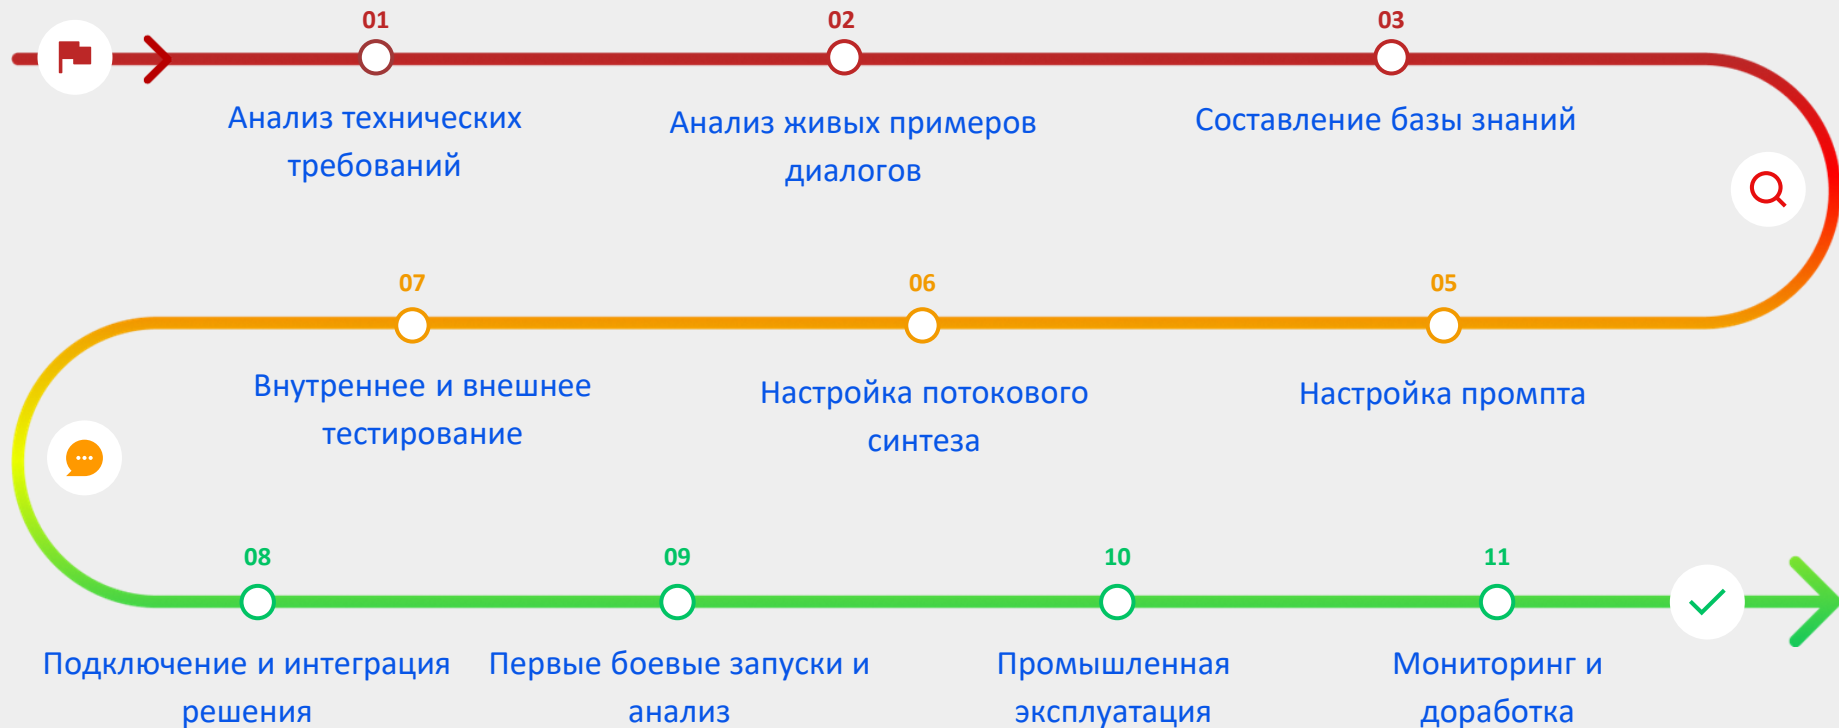 01
Анализ технических
требований
02
Анализ живых примеров
диалогов
03
Составление базы знаний
07
Внутреннее и внешнее
тестирование
06
Настройка потокового
синтеза
05
Настройка промпта
08
Подключение и интеграция
решения
09
Первые боевые запуски и
анализ
10
Промышленная
эксплуатация
11
Мониторинг и
доработка